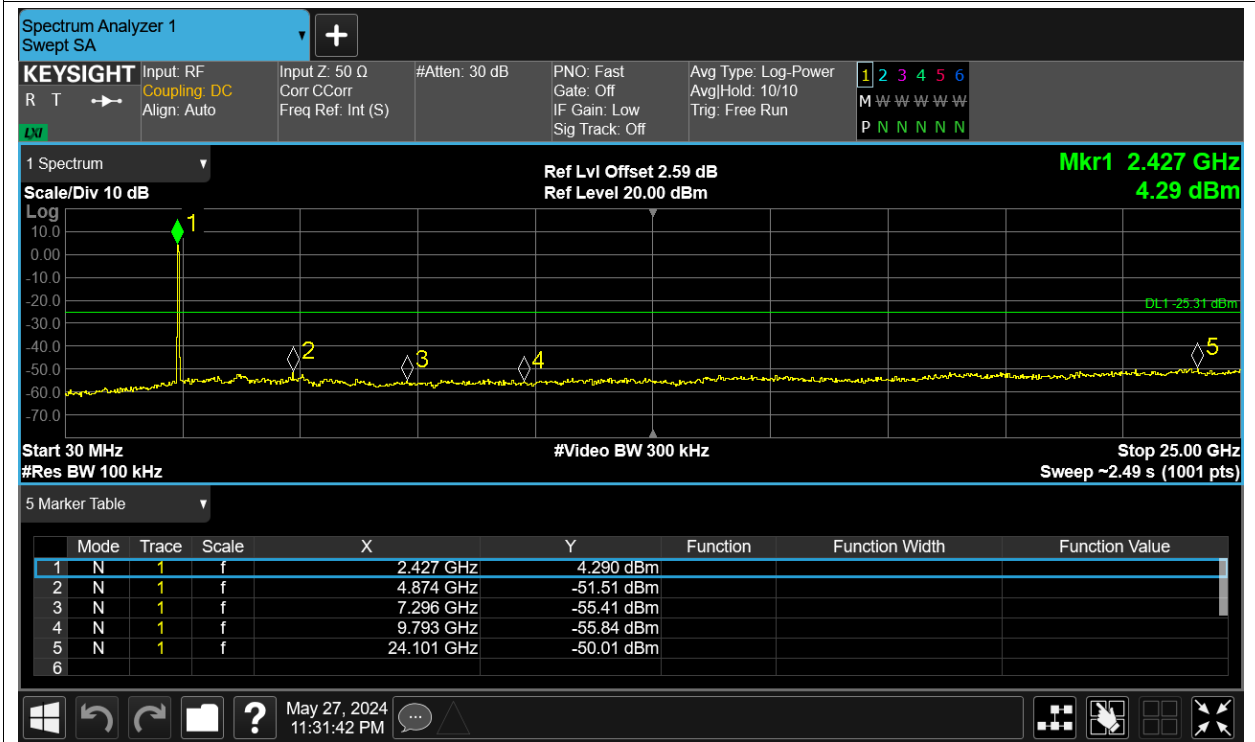 Spectrum Analyzer 1
Swept SA
+
KEYSIGHT Input: RF Input Z: 50 Ω #Atten: 30 dB PNO: Fast Avg Type: Log-Power 1 2 3 4 5 6
R T Coupling: DC Corr CCorr Gate: Off Avg|Hold: 10/10 M W W W W W
Align: Auto Freq Ref: Int (S) IF Gain: Low Trig: Free Run
LXI Sig Track: Off P N N N N N
1 Spectrum Ref Lvl Offset 2.59 dB Mkr1 2.427 GHz
Scale/Div 10 dB Ref Level 20.00 dBm 4.29 dBm
Log
1
10.0
0.00
-10.0
-20.0
DL1 -25.31 dBm
-30.0
-40.0
2 3 4 5
-50.0
-60.0
-70.0
Start 30 MHz #Video BW 300 kHz Stop 25.00 GHz
#Res BW 100 kHz Sweep ~2.49 s (1001 pts)
5 Marker Table
Mode Trace Scale X Y Function Function Width Function Value
1 N 1 f 2.427 GHz 4.290 dBm
2 N 1 f 4.874 GHz -51.51 dBm
3 N 1 f 7.296 GHz -55.41 dBm
4 N 1 f 9.793 GHz -55.84 dBm
5 N 1 f 24.101 GHz -50.01 dBm
6
? May 27, 2024
11:31:42 PM